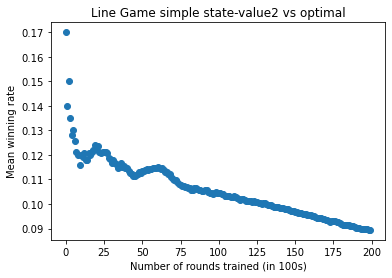 Line Game simple state-value2 vs optimal
0.17
0.16
0.15
0.14
0.13
0.12
0.11
0.10
0.09
Mean winning rate
0 25 50 75 100 125 150 175 200
Number of rounds trained (in 100s)